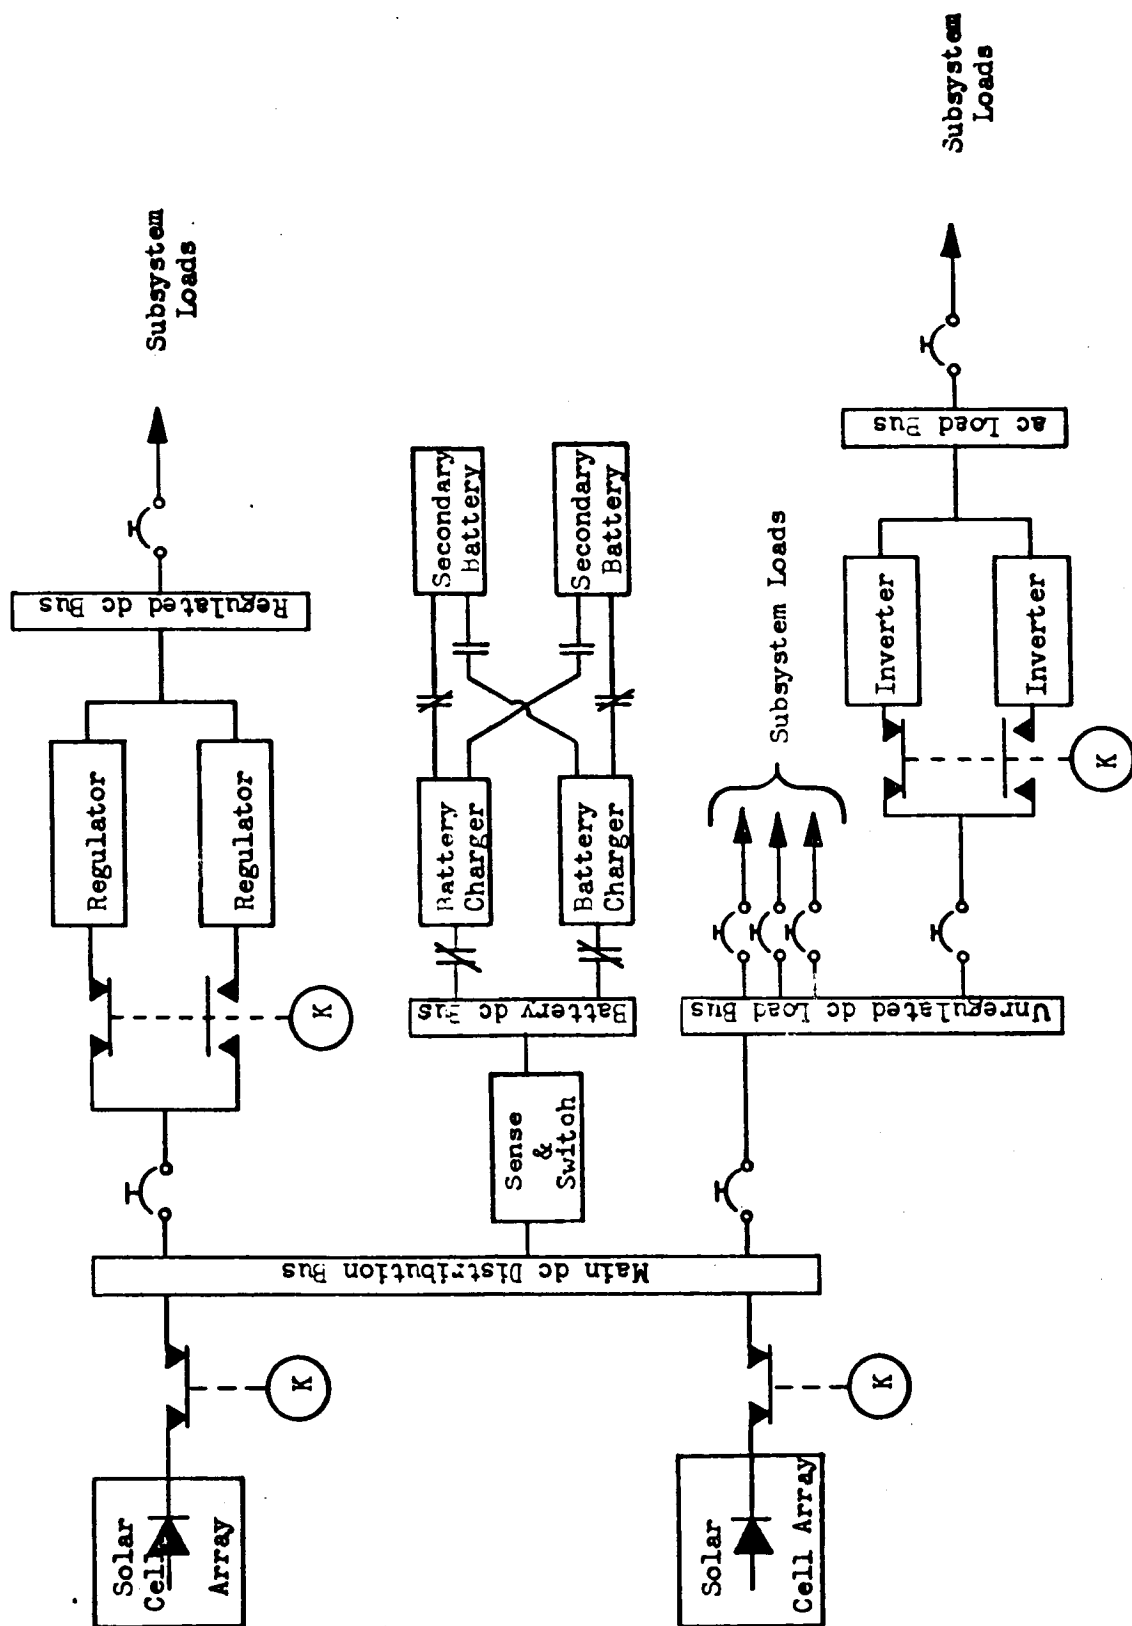 Solar
Cell
Array
K
Main dc Distribution Bus
K
Regulator
Regulator
Regulated dc Bus
Subsystem
Loads
Sense
&
Switch
Battery dc Bus
Battery
Charger
Battery
Charger
Secondary
Battery
Secondary
Battery
Solar
Cell Array
K
Unregulated dc Load Bus
Subsystem Loads
K
Inverter
Inverter
ac Load Bus
Subsystem
Loads